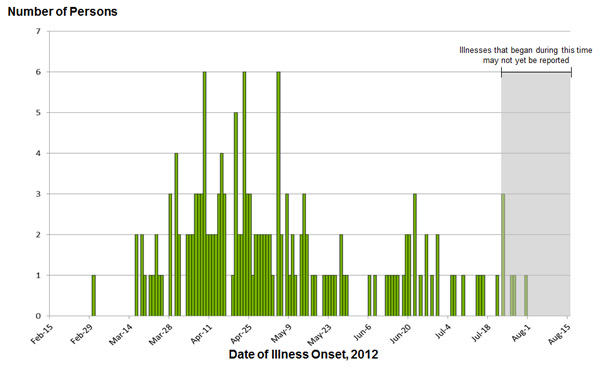 Number of Persons
7
Illnesses that began during this time
may not yet be reported
6
5
4
3
2
1
0
Feb-15
Feb-29
Mar-14
Mar-28
Apr-11
Apr-25
May-9
May-23
Jun-6
Jun-20
Jul-4
Jul-18
Aug-1
Aug-15
Date of Illness Onset, 2012